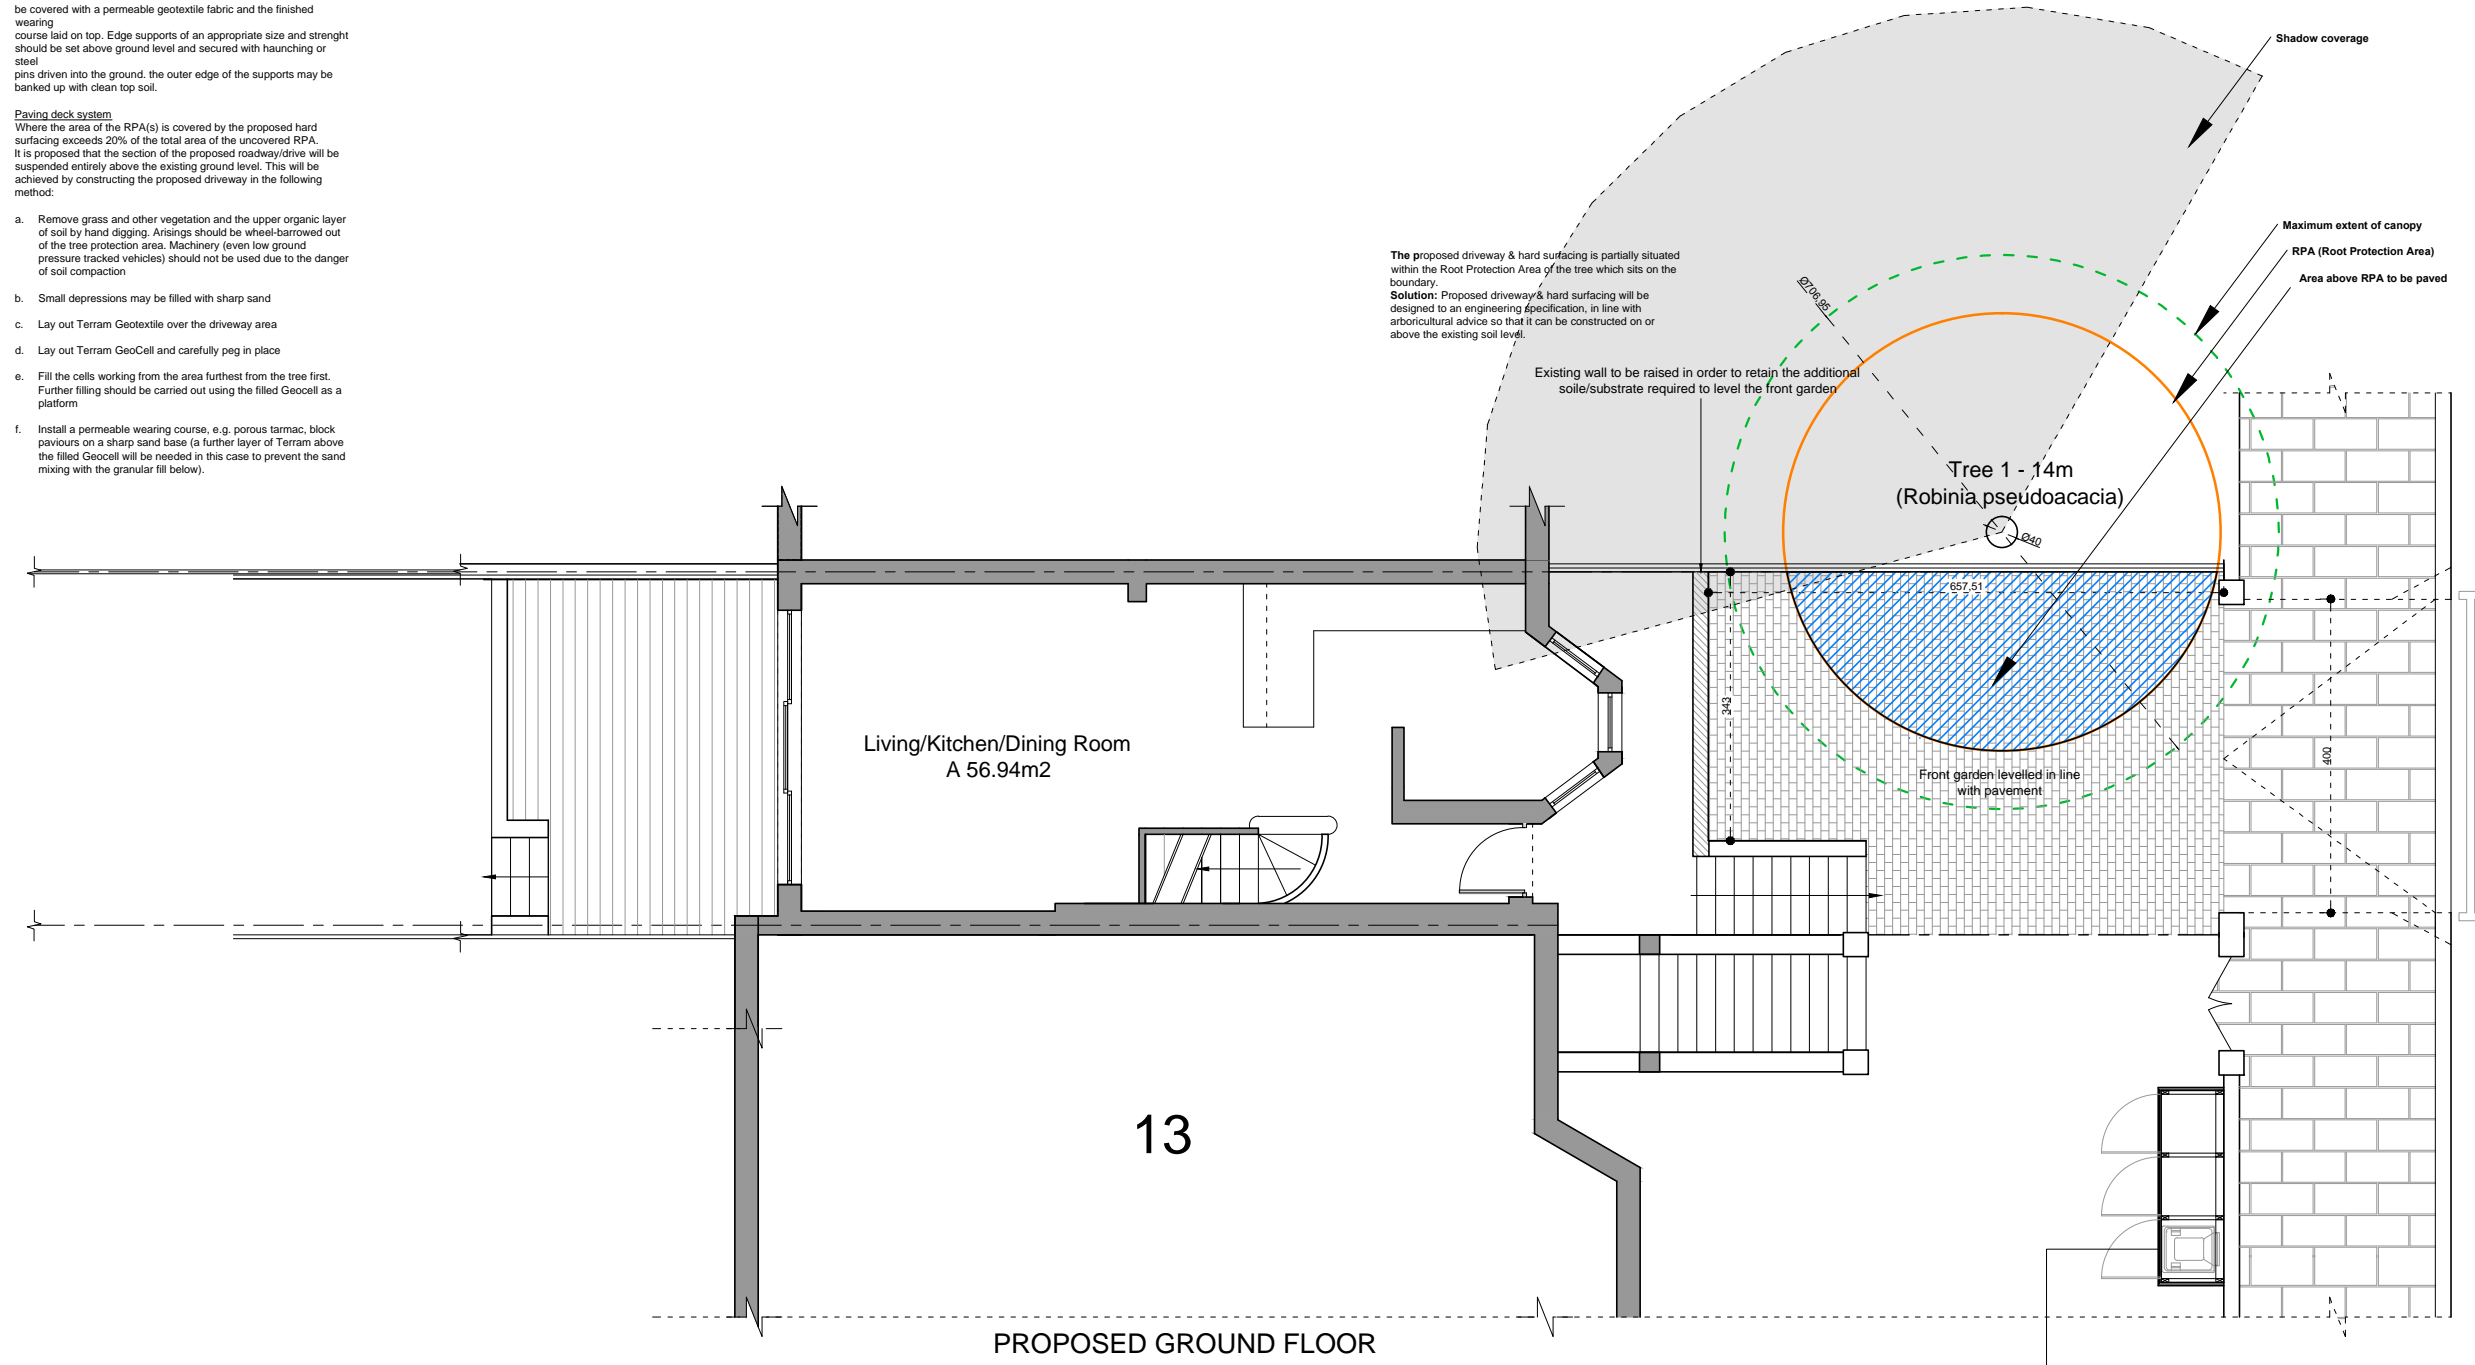 be covered with a permeable geotextile fabric and the finished
wearing
course laid on top. Edge supports of an appropriate size and strenght
should be set above ground level and secured with haunching or
steel
pins driven into the ground. the outer edge of the supports may be
banked up with clean top soil.
Paving deck system
Where the area of the RPA(s) is covered by the proposed hard
surfacing exceeds 20% of the total area of the uncovered RPA.
It is proposed that the section of the proposed roadway/drive will be
suspended entirely above the existing ground level. This will be
achieved by constructing the proposed driveway in the following
method:
a. Remove grass and other vegetation and the upper organic layer
of soil by hand digging. Arisings should be wheel-barrowed out
of the tree protection area. Machinery (even low ground
pressure tracked vehicles) should not be used due to the danger
of soil compaction
b. Small depressions may be filled with sharp sand
c. Lay out Terram Geotextile over the driveway area
d. Lay out Terram GeoCell and carefully peg in place
e. Fill the cells working from the area furthest from the tree first.
Further filling should be carried out using the filled Geocell as a
platform
f. Install a permeable wearing course, e.g. porous tarmac, block
paviours on a sharp sand base (a further layer of Terram above
the filled Geocell will be needed in this case to prevent the sand
mixing with the granular fill below).
Shadow coverage
Maximum extent of canopy
RPA (Root Protection Area)
Area above RPA to be paved
The proposed driveway & hard surfacing is partially situated
within the Root Protection Area of the tree which sits on the
boundary.
Solution: Proposed driveway & hard surfacing will be
designed to an engineering specification, in line with
arboricultural advice so that it can be constructed on or
above the existing soil level.
Ø706,95
Existing wall to be raised in order to retain the additional
soile/substrate required to level the front garden
Tree 1 - 14m
(Robinia pseudoacacia)
Ø40
657,51
343
400
Living/Kitchen/Dining Room
A 56.94m2
Front garden levelled in line
with pavement
13
PROPOSED GROUND FLOOR